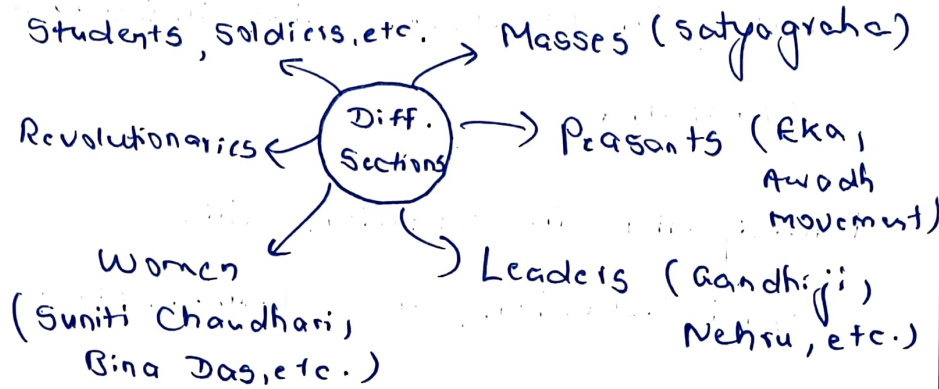 Students, Soldiers, etc.
Masses (Satyagraha)
Diff.
Sections
Revolutionaries
Peasants (Eka,
Awadh
movement)
Women
(Suniti Chaudhari,
Bina Das, etc.)
Leaders (Gandhiji,
Nehru, etc.)